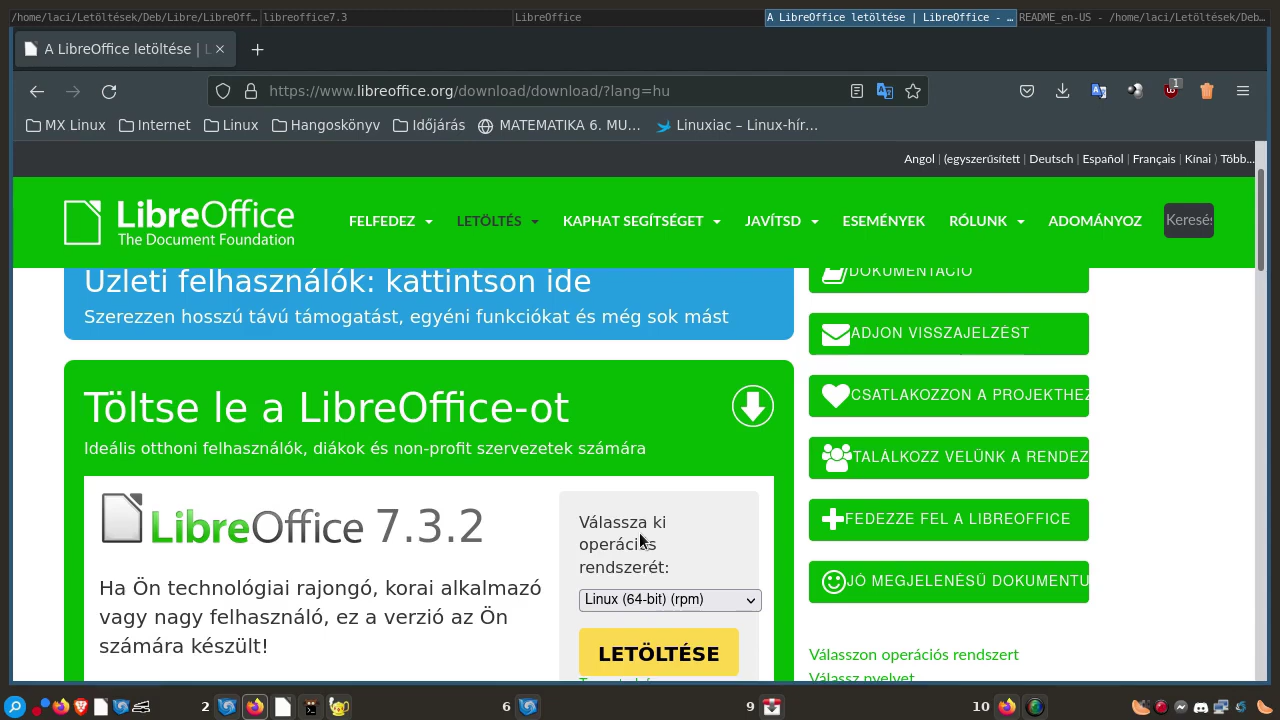 /home/laci/Letöltések/Deb/Libre/LibreOff…
libreoffice7.3
LibreOffice
A LibreOffice letöltése | LibreOffice - …
README_en-US - /home/laci/Letöltések/Deb…
A LibreOffice letöltése | L
https://www.libreoffice.org/download/download/?lang=hu
1
MX Linux
Internet
Linux
Hangoskönyv
Időjárás
MATEMATIKA 6. MU…
Linuxiac – Linux-hír…
Angol | (egyszerűsített | Deutsch | Español | Français | Kínai ) Több...
LibreOffice
The Document Foundation
FELFEDEZ
LETÖLTÉS
KAPHAT SEGÍTSÉGET
JAVÍTSD
ESEMÉNYEK
RÓLUNK
ADOMÁNYOZ
Keresés
Üzleti felhasználók: kattintson ide
Szerezzen hosszú távú támogatást, egyéni funkciókat és még sok mást
Töltse le a LibreOffice-ot
Ideális otthoni felhasználók, diákok és non-profit szervezetek számára
LibreOffice 7.3.2
Ha Ön technológiai rajongó, korai alkalmazó
vagy nagy felhasználó, ez a verzió az Ön
számára készült!
Válassza ki
operációs
rendszerét:
Linux (64-bit) (rpm)
LETÖLTÉSE
DOKUMENTÁCIÓ
ADJON VISSZAJELZÉST
CSATLAKOZZON A PROJEKTHEZ
TALÁLKOZZ VELÜNK A RENDEZ
FEDEZZE FEL A LIBREOFFICE
JÓ MEGJELENÉSŰ DOKUMENTU
Válasszon operációs rendszert
Válassz nyelvet
2
6
9
10